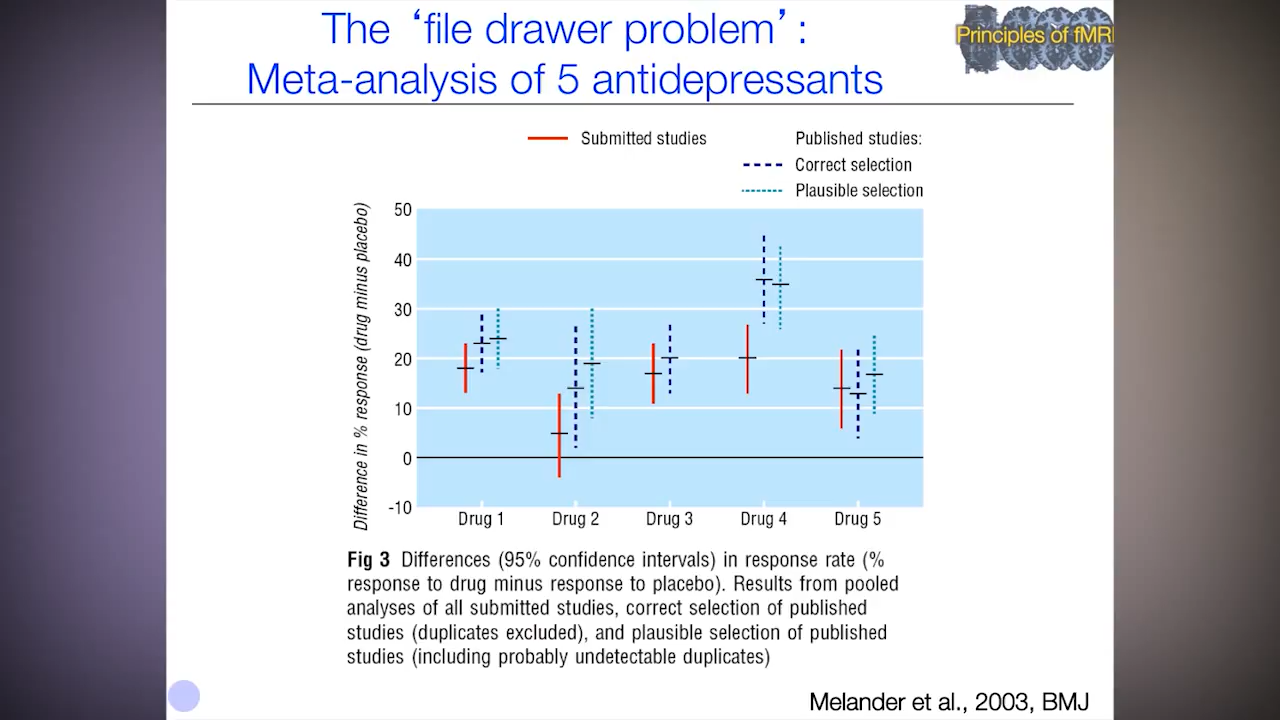 The ‘file drawer problem’:
Meta-analysis of 5 antidepressants
Principles of fMRI
Submitted studies
Published studies:
Correct selection
Plausible selection
Difference in % response (drug minus placebo)
50
40
30
20
10
0
-10
Drug 1 Drug 2 Drug 3 Drug 4 Drug 5
Fig 3 Differences (95% confidence intervals) in response rate (%
response to drug minus response to placebo). Results from pooled
analyses of all submitted studies, correct selection of published
studies (duplicates excluded), and plausible selection of published
studies (including probably undetectable duplicates)
Melander et al., 2003, BMJ